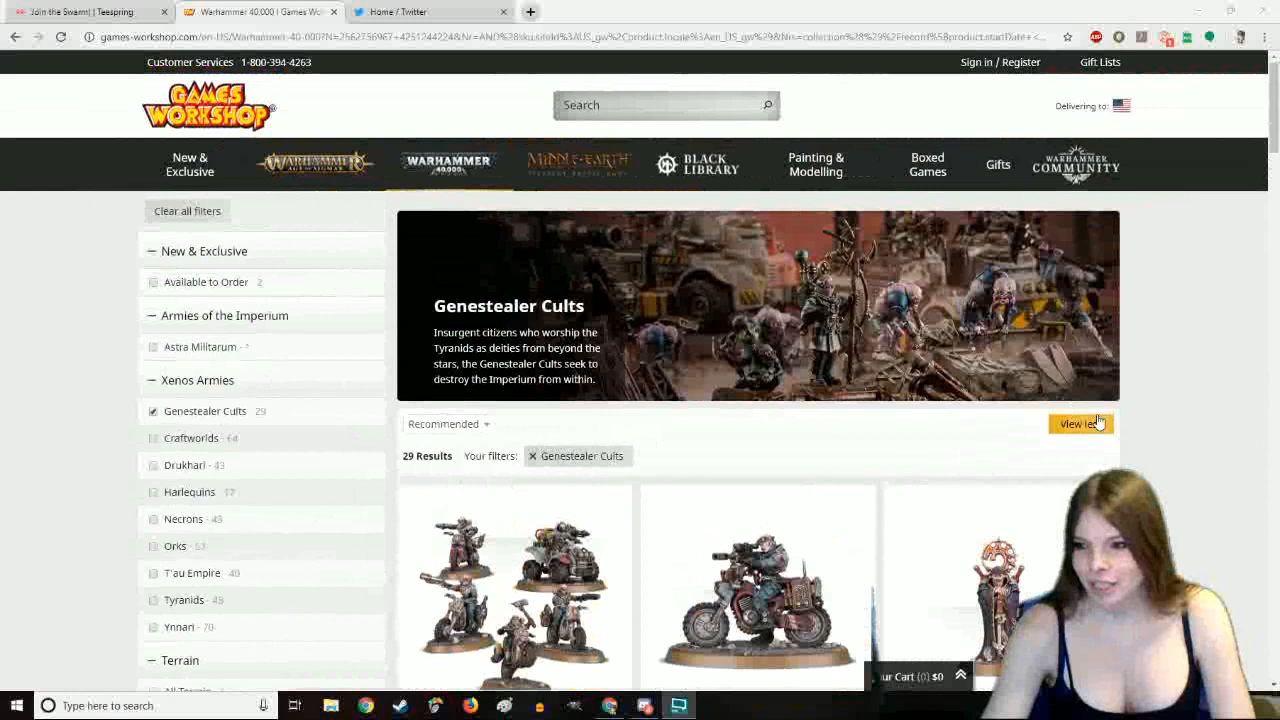 Join the Swarm! | Teespring
Warhammer 40,000 | Games Wor
Home / Twitter
Customer Services 1-800-394-4263
Sign in / Register
Gift Lists
GAMES WORKSHOP
Search
Delivering to:
New & Exclusive
WARHAMMER
WARHAMMER 40,000
MIDDLE-EARTH
BLACK LIBRARY
Painting & Modelling
Boxed Games
Gifts
WARHAMMER COMMUNITY
Clear all filters
— New & Exclusive
Available to Order 2
— Armies of the Imperium
Astra Militarum -
— Xenos Armies
Genestealer Cults 29
Craftworlds - 64
Drukhari - 43
Harlequins 17
Necrons - 43
Orks - 53
T'au Empire 49
Tyranids - 45
Ynnari - 70
— Terrain
Genestealer Cults
Insurgent citizens who worship the
Tyranids as deities from beyond the
stars, the Genestealer Cults seek to
destroy the Imperium from within.
Recommended
View
29 Results Your filters: × Genestealer Cults
ur Cart (0) $0
Type here to search